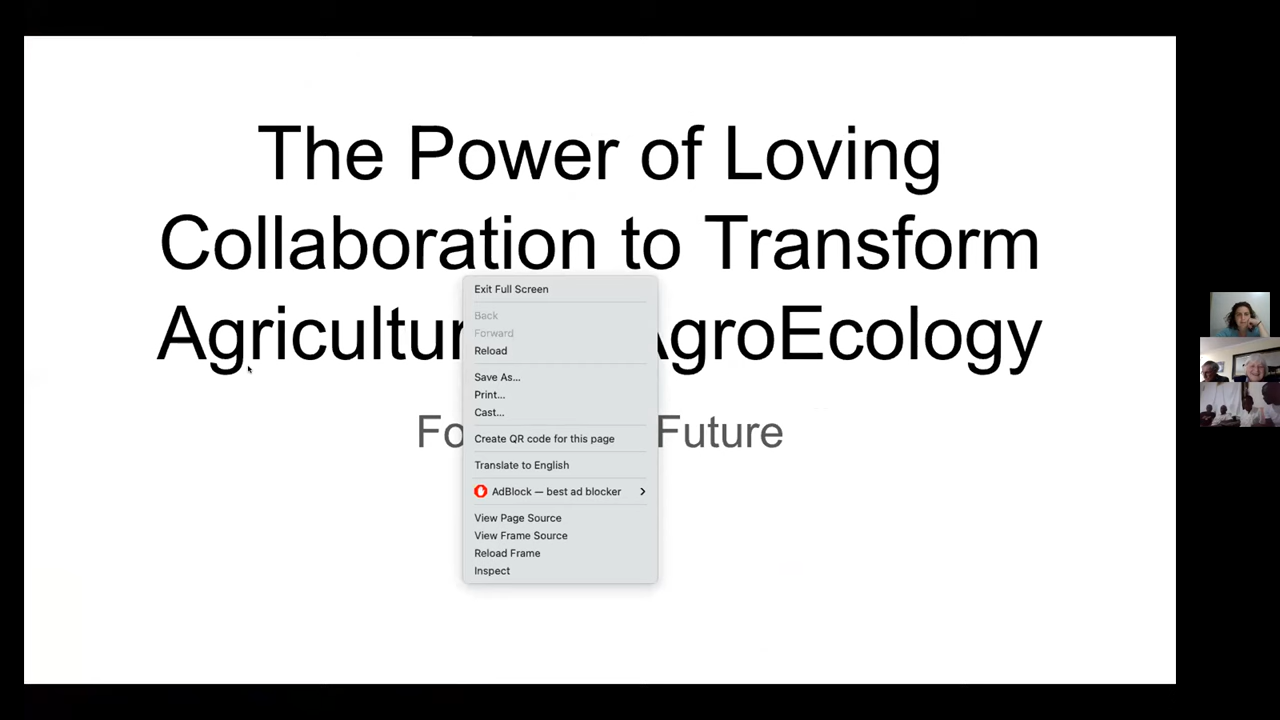 The Power of Loving
Collaboration to Transform
Agricultur AgroEcology
Fo Future
Exit Full Screen
Back
Forward
Reload
Save As...
Print...
Cast...
Create QR code for this page
Translate to English
AdBlock — best ad blocker
View Page Source
View Frame Source
Reload Frame
Inspect